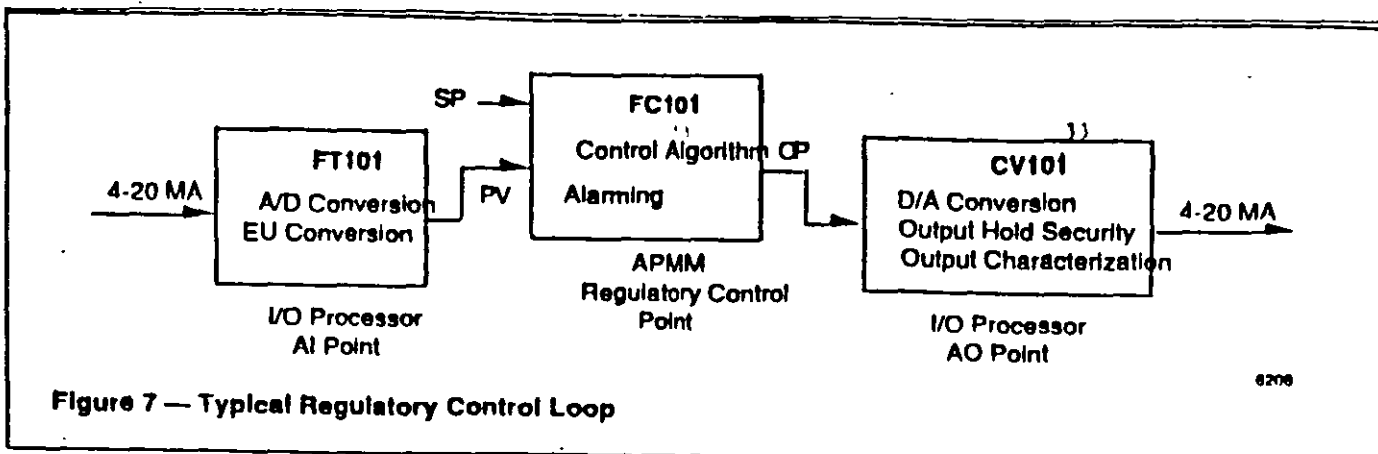 4-20 MA
FT101
A/D Conversion
EU Conversion
I/O Processor
AI Point
SP
PV
FC101
Control Algorithm OP
Alarming
APMM
Regulatory Control
Point
CV101
D/A Conversion
Output Hold Security
Output Characterization
I/O Processor
AO Point
4-20 MA
6206
Figure 7 — Typical Regulatory Control Loop